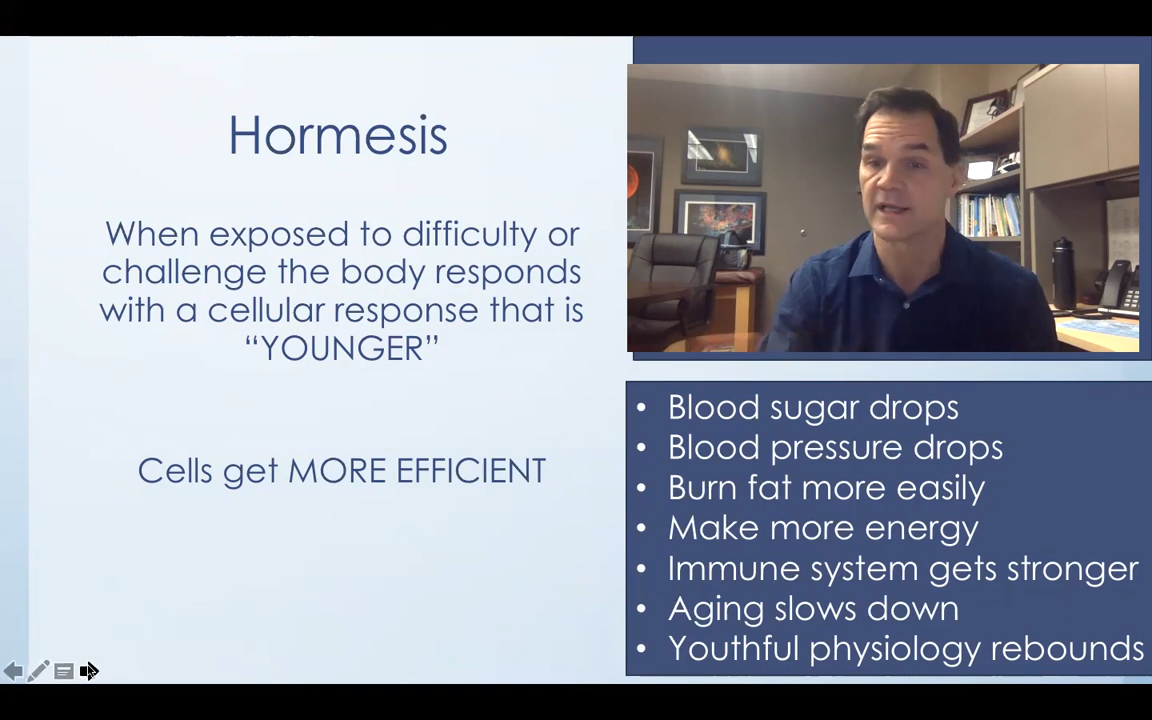 Hormesis
When exposed to difficulty or
challenge the body responds
with a cellular response that is
“YOUNGER”
Cells get MORE EFFICIENT
• Blood sugar drops
• Blood pressure drops
• Burn fat more easily
• Make more energy
• Immune system gets stronger
• Aging slows down
• Youthful physiology rebounds